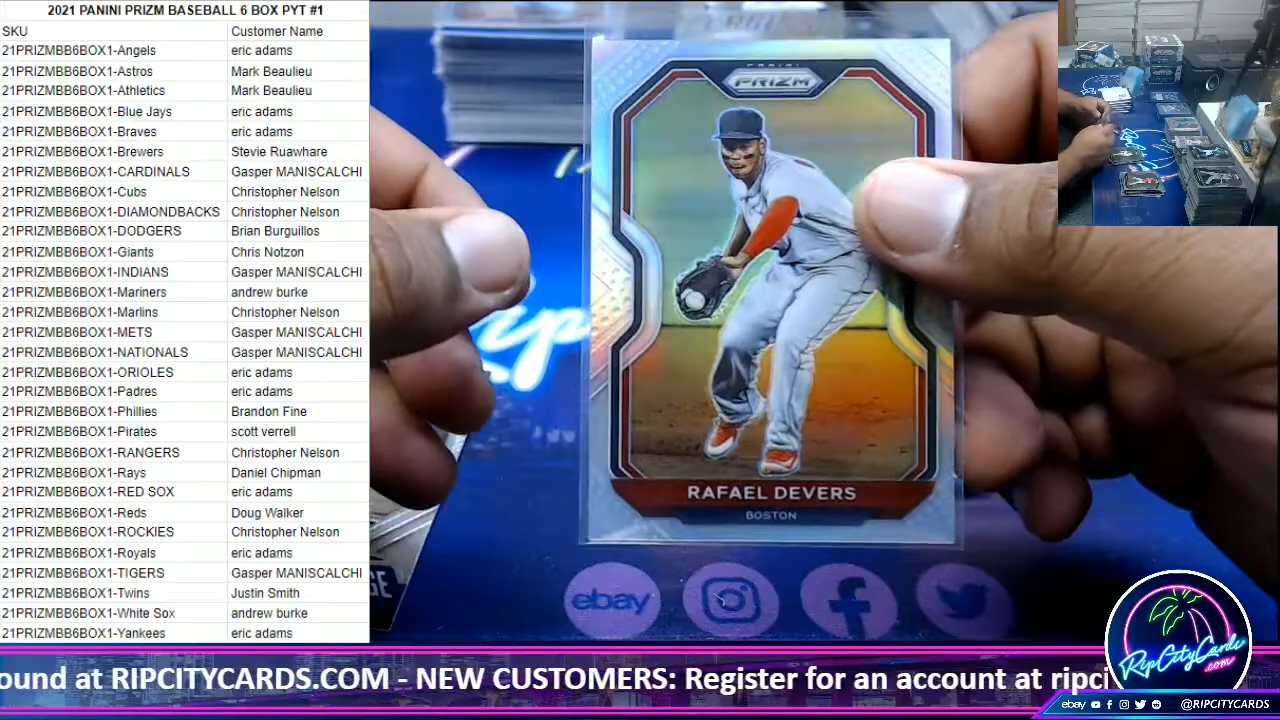 2021 PANINI PRIZM BASEBALL 6 BOX PYT #1
SKU Customer Name
21PRIZMBB6BOX1-Angels eric adams
21PRIZMBB6BOX1-Astros Mark Beaulieu
21PRIZMBB6BOX1-Athletics Mark Beaulieu
21PRIZMBB6BOX1-Blue Jays eric adams
21PRIZMBB6BOX1-Braves eric adams
21PRIZMBB6BOX1-Brewers Stevie Ruawhare
21PRIZMBB6BOX1-CARDINALS Gasper MANISCALCHI
21PRIZMBB6BOX1-Cubs Christopher Nelson
21PRIZMBB6BOX1-DIAMONDBACKS Christopher Nelson
21PRIZMBB6BOX1-DODGERS Brian Burguillos
21PRIZMBB6BOX1-Giants Chris Notzon
21PRIZMBB6BOX1-INDIANS Gasper MANISCALCHI
21PRIZMBB6BOX1-Mariners andrew burke
21PRIZMBB6BOX1-Marlins Christopher Nelson
21PRIZMBB6BOX1-METS Gasper MANISCALCHI
21PRIZMBB6BOX1-NATIONALS Gasper MANISCALCHI
21PRIZMBB6BOX1-ORIOLES eric adams
21PRIZMBB6BOX1-Padres eric adams
21PRIZMBB6BOX1-Phillies Brandon Fine
21PRIZMBB6BOX1-Pirates scott verrell
21PRIZMBB6BOX1-RANGERS Christopher Nelson
21PRIZMBB6BOX1-Rays Daniel Chipman
21PRIZMBB6BOX1-RED SOX eric adams
21PRIZMBB6BOX1-Reds Doug Walker
21PRIZMBB6BOX1-ROCKIES Christopher Nelson
21PRIZMBB6BOX1-Royals eric adams
21PRIZMBB6BOX1-TIGERS Gasper MANISCALCHI
21PRIZMBB6BOX1-Twins Justin Smith
21PRIZMBB6BOX1-White Sox andrew burke
21PRIZMBB6BOX1-Yankees eric adams
PANINI
PRIZM
RAFAEL DEVERS
BOSTON
Rip
ebay
RipCityCards
.com
ound at RIPCITYCARDS.COM - NEW CUSTOMERS: Register for an account at ripci
ebay @RIPCITYCARDS